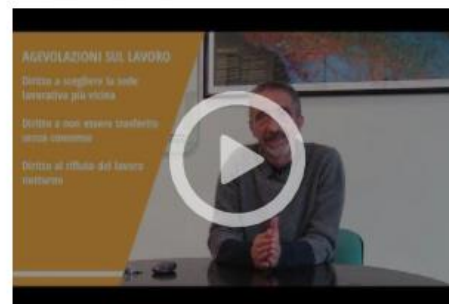 AGEVOLAZIONI SUL LAVORO
Diritto a scegliere la sede
lavorativa più vicina
Diritto a non essere trasferito
senza consenso
Diritto al rifiuto del lavoro
notturno